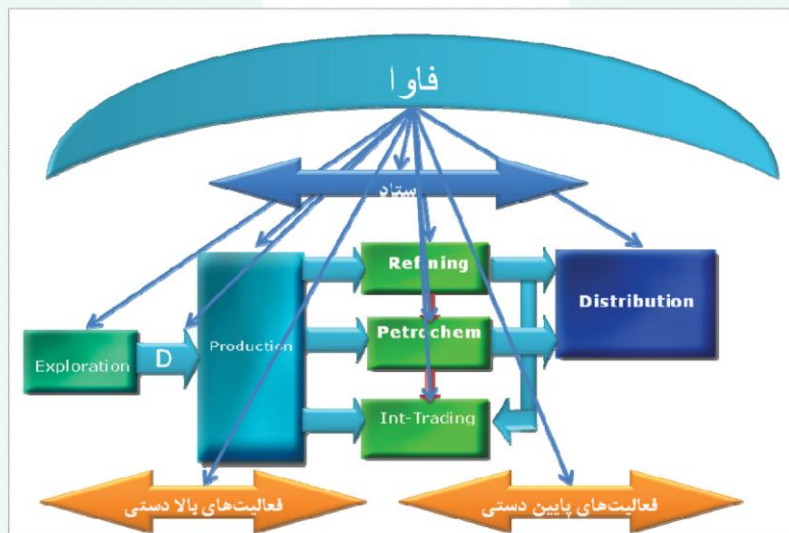 فاوا
ستاد
Refining
Distribution
Petrochem
Production
D
Exploration
Int-Trading
فعالیت‌های بالا دستی
فعالیت‌های پایین دستی